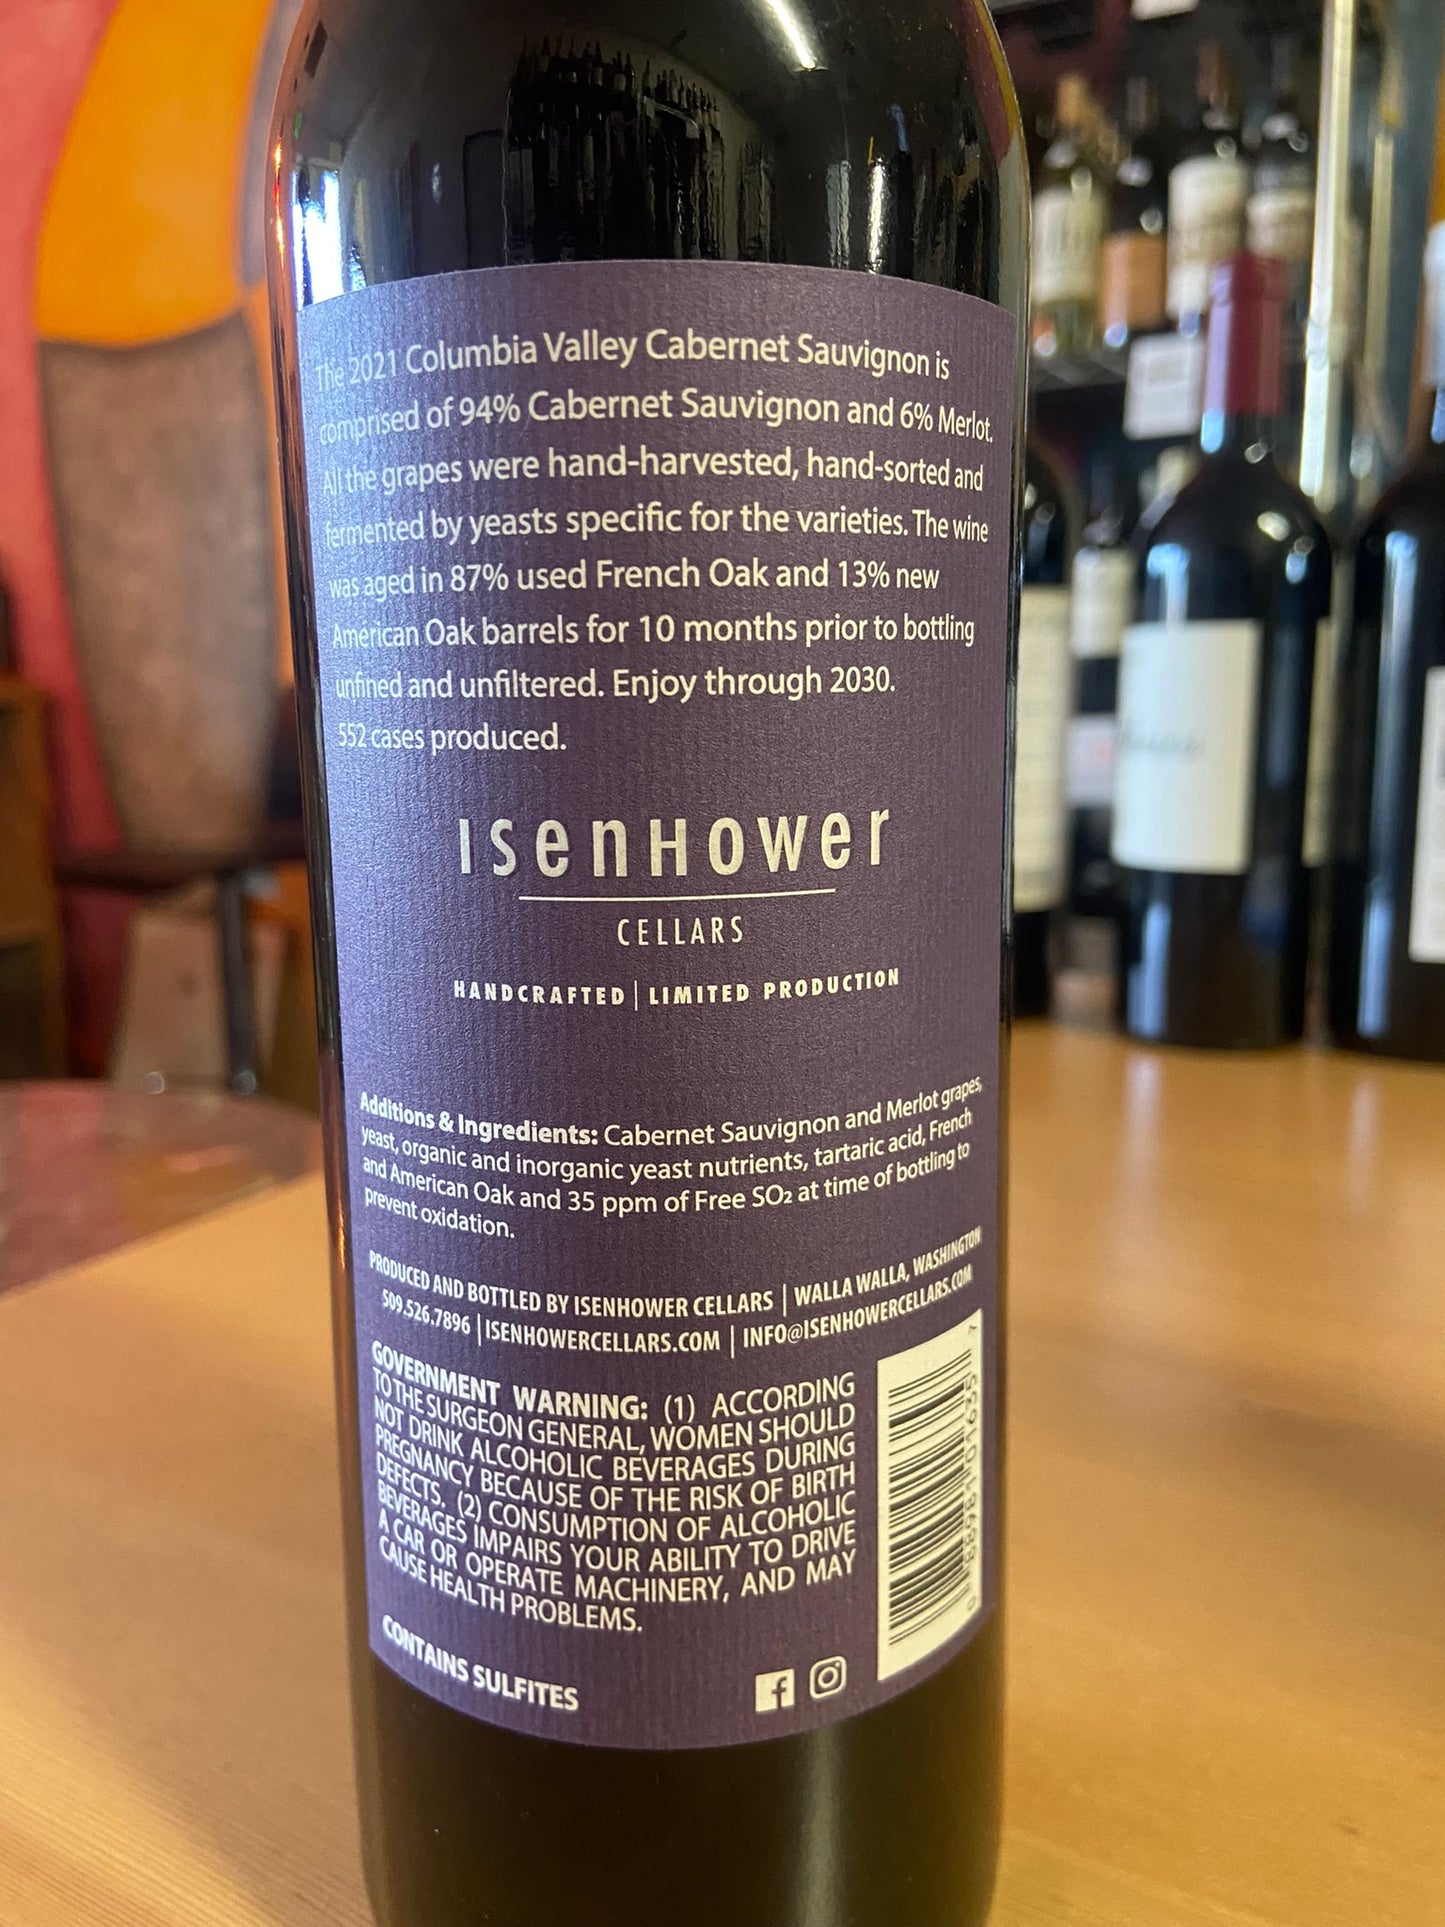 The 2021 Columbia Valley Cabernet Sauvignon is
comprised of 94% Cabernet Sauvignon and 6% Merlot.
All the grapes were hand-harvested, hand-sorted and
fermented by yeasts specific for the varieties. The wine
was aged in 87% used French Oak and 13% new
American Oak barrels for 10 months prior to bottling
unfined and unfiltered. Enjoy through 2030.
552 cases produced.
ISENHOWER
CELLARS
HANDCRAFTED | LIMITED PRODUCTION
Additions & Ingredients: Cabernet Sauvignon and Merlot grapes,
yeast, organic and inorganic yeast nutrients, tartaric acid, French
and American Oak and 35 ppm of Free SO₂ at time of bottling to
prevent oxidation.
PRODUCED AND BOTTLED BY ISENHOWER CELLARS | WALLA WALLA, WASHINGTON
509.526.7896 | ISENHOWERCELLARS.COM | INFO@ISENHOWERCELLARS.COM
GOVERNMENT WARNING: (1) ACCORDING
TO THE SURGEON GENERAL, WOMEN SHOULD
NOT DRINK ALCOHOLIC BEVERAGES DURING
PREGNANCY BECAUSE OF THE RISK OF BIRTH
DEFECTS. (2) CONSUMPTION OF ALCOHOLIC
BEVERAGES IMPAIRS YOUR ABILITY TO DRIVE
A CAR OR OPERATE MACHINERY, AND MAY
CAUSE HEALTH PROBLEMS.
CONTAINS SULFITES
0 88981 01635 7